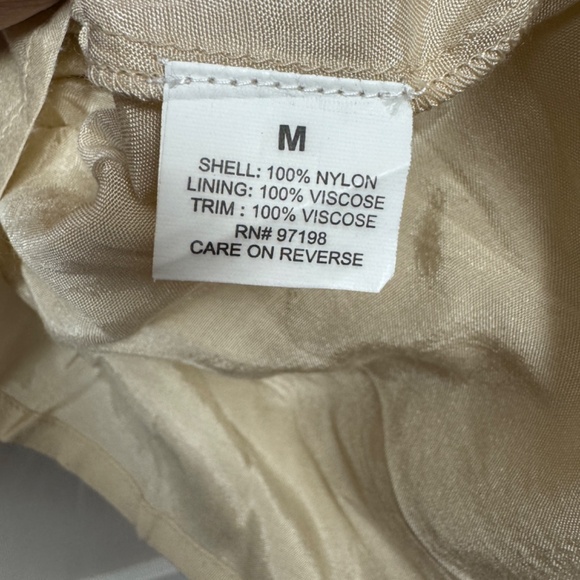 M
SHELL: 100% NYLON
LINING: 100% VISCOSE
TRIM : 100% VISCOSE
RN# 97198
CARE ON REVERSE